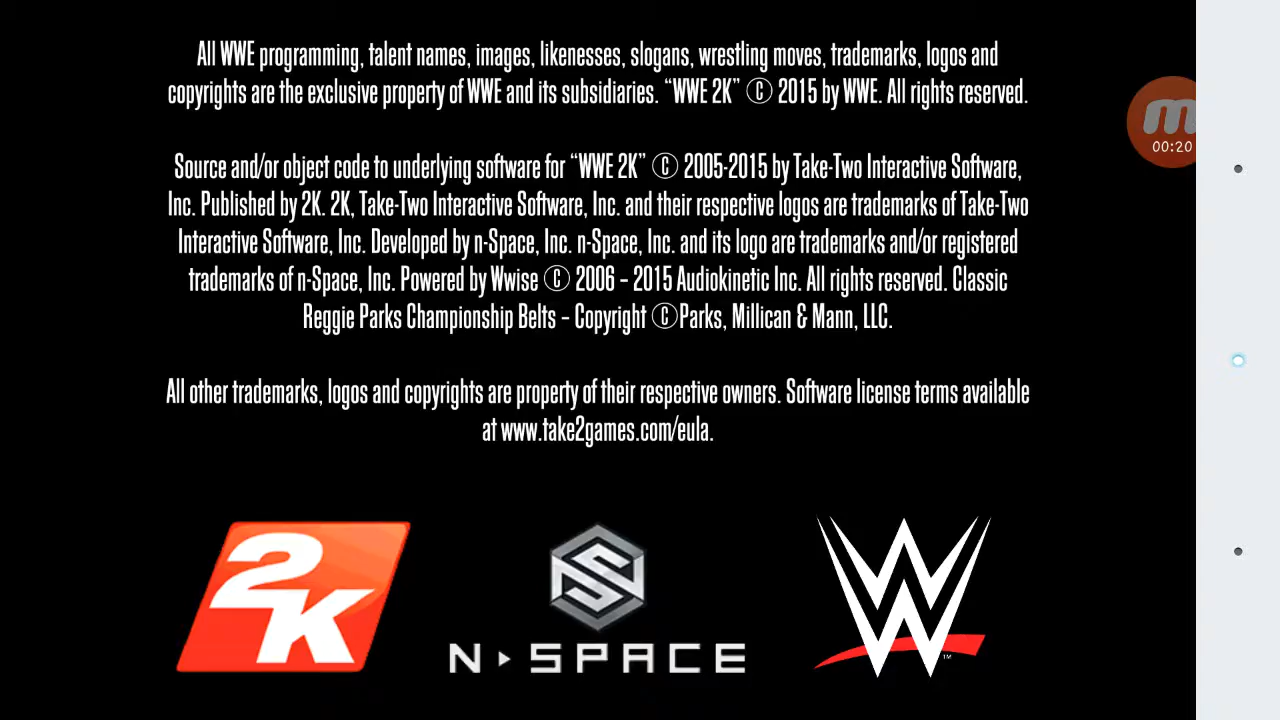 All WWE programming, talent names, images, likenesses, slogans, wrestling moves, trademarks, logos and
copyrights are the exclusive property of WWE and its subsidiaries. “WWE 2K” Ⓒ 2015 by WWE. All rights reserved.
Source and/or object code to underlying software for “WWE 2K” Ⓒ 2005-2015 by Take-Two Interactive Software,
Inc. Published by 2K. 2K, Take-Two Interactive Software, Inc. and their respective logos are trademarks of Take-Two
Interactive Software, Inc. Developed by n-Space, Inc. n-Space, Inc. and its logo are trademarks and/or registered
trademarks of n-Space, Inc. Powered by Wwise Ⓒ 2006 – 2015 Audiokinetic Inc. All rights reserved. Classic
Reggie Parks Championship Belts – Copyright ⒸParks, Millican & Mann, LLC.
All other trademarks, logos and copyrights are property of their respective owners. Software license terms available
at www.take2games.com/eula.
m
00:20
2K
N▸SPACE
W ™